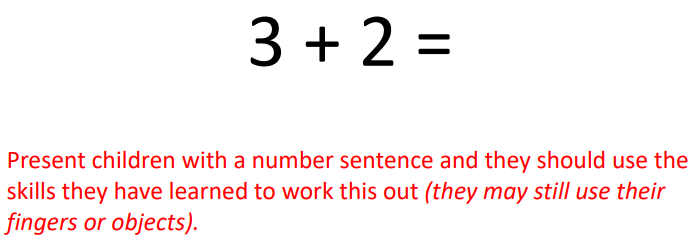 3 + 2 =
Present children with a number sentence and they should use the
skills they have learned to work this out (they may still use their
fingers or objects).